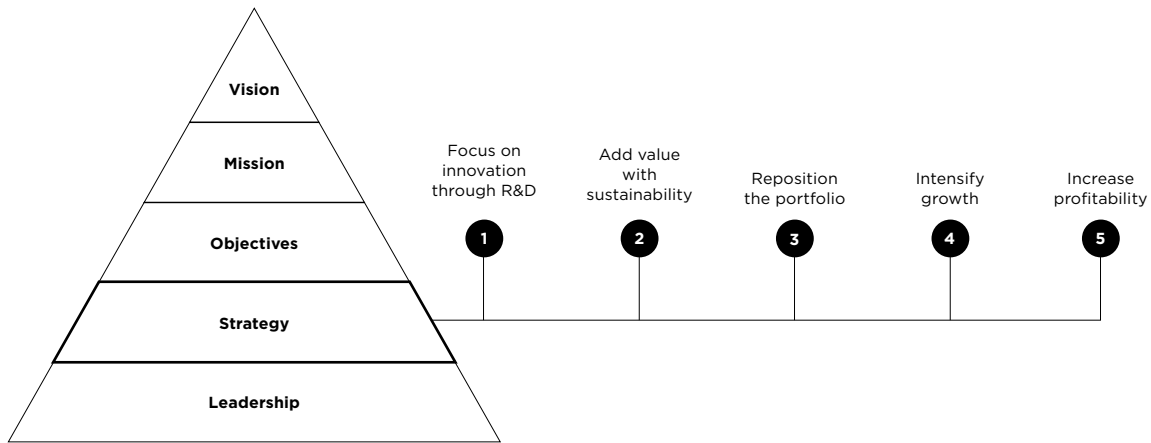 Vision
Mission
Objectives
Strategy
Leadership
Focus on
innovation
through R&D
1
Add value
with
sustainability
2
Reposition
the portfolio
3
Intensify
growth
4
Increase
profitability
5